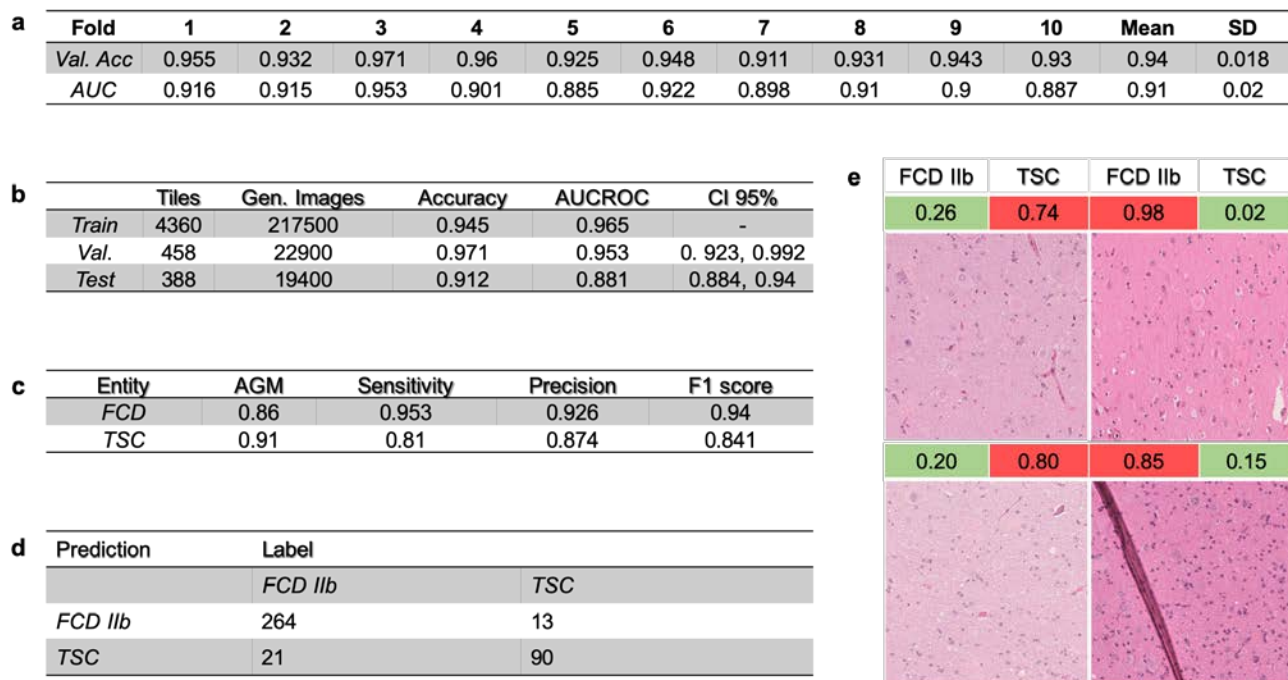 a
Fold 1 2 3 4 5 6 7 8 9 10 Mean SD
Val. Acc 0.955 0.932 0.971 0.96 0.925 0.948 0.911 0.931 0.943 0.93 0.94 0.018
AUC 0.916 0.915 0.953 0.901 0.885 0.922 0.898 0.91 0.9 0.887 0.91 0.02
b
Tiles Gen. Images Accuracy AUCROC CI 95%
Train 4360 217500 0.945 0.965 -
Val. 458 22900 0.971 0.953 0. 923, 0.992
Test 388 19400 0.912 0.881 0.884, 0.94
c
Entity AGM Sensitivity Precision F1 score
FCD 0.86 0.953 0.926 0.94
TSC 0.91 0.81 0.874 0.841
d
Prediction Label
FCD IIb TSC
FCD IIb 264 13
TSC 21 90
e
FCD IIb TSC FCD IIb TSC
0.26 0.74 0.98 0.02
0.20 0.80 0.85 0.15